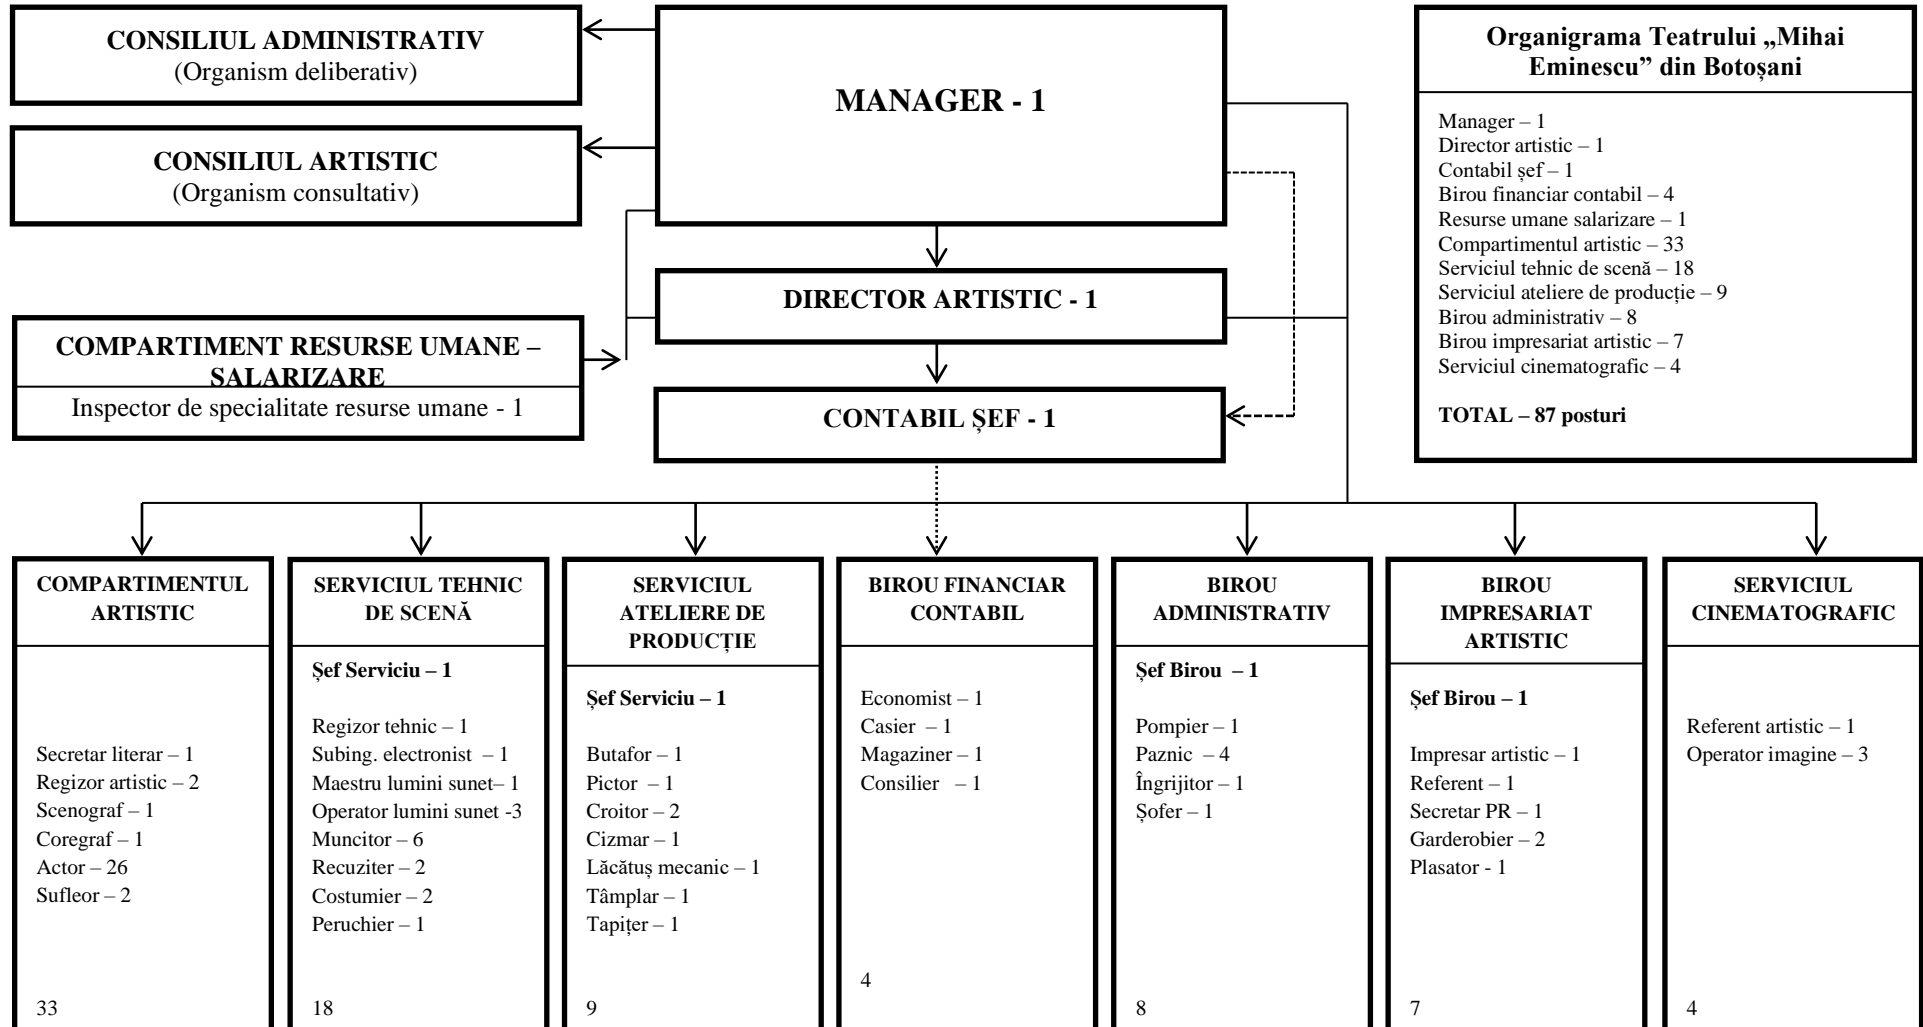 CONSILIUL ADMINISTRATIV
(Organism deliberativ)
CONSILIUL ARTISTIC
(Organism consultativ)
MANAGER - 1
Organigrama Teatrului „Mihai
Eminescu” din Botoșani
Manager – 1
Director artistic – 1
Contabil șef – 1
Birou financiar contabil – 4
Resurse umane salarizare – 1
Compartimentul artistic – 33
Serviciul tehnic de scenă – 18
Serviciul ateliere de producție – 9
Birou administrativ – 8
Birou impresariat artistic – 7
Serviciul cinematografic – 4
TOTAL – 87 posturi
DIRECTOR ARTISTIC - 1
COMPARTIMENT RESURSE UMANE –
SALARIZARE
Inspector de specialitate resurse umane - 1
CONTABIL ȘEF - 1
COMPARTIMENTUL
ARTISTIC
Secretar literar – 1
Regizor artistic – 2
Scenograf – 1
Coregraf – 1
Actor – 26
Sufleor – 2
33
SERVICIUL TEHNIC
DE SCENĂ
Șef Serviciu – 1
Regizor tehnic – 1
Subing. electronist – 1
Maestru lumini sunet– 1
Operator lumini sunet -3
Muncitor – 6
Recuziter – 2
Costumier – 2
Peruchier – 1
18
SERVICIUL
ATELIERE DE
PRODUCȚIE
Șef Serviciu – 1
Butafor – 1
Pictor – 1
Croitor – 2
Cizmar – 1
Lăcătuș mecanic – 1
Tâmplar – 1
Tapițer – 1
9
BIROU FINANCIAR
CONTABIL
Economist – 1
Casier – 1
Magaziner – 1
Consilier – 1
4
BIROU
ADMINISTRATIV
Șef Birou – 1
Pompier – 1
Paznic – 4
Îngrijitor – 1
Șofer – 1
8
BIROU
IMPRESARIAT
ARTISTIC
Șef Birou – 1
Impresar artistic – 1
Referent – 1
Secretar PR – 1
Garderobier – 2
Plasator - 1
7
SERVICIUL
CINEMATOGRAFIC
Referent artistic – 1
Operator imagine – 3
4